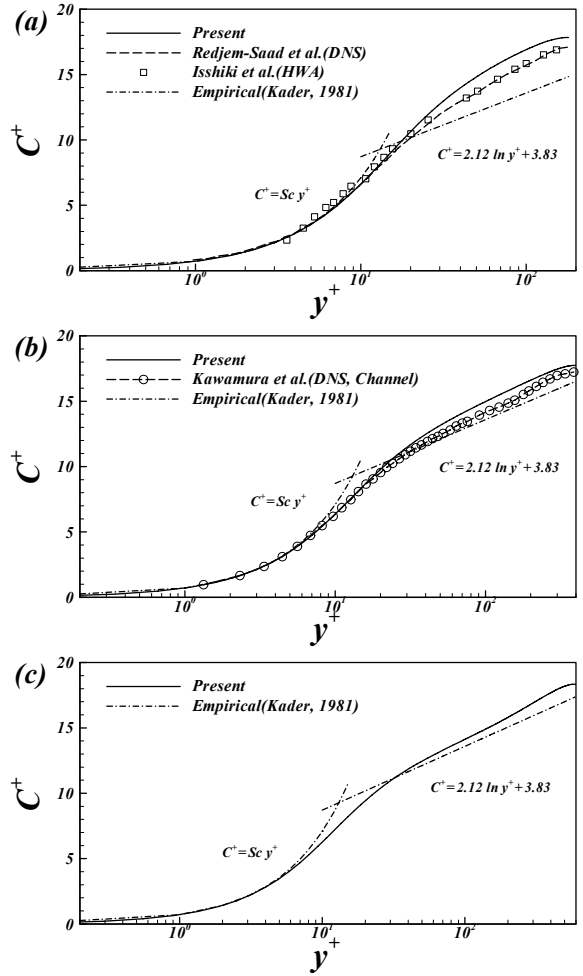 (a)
20
Present
Redjem-Saad et al.(DNS)
Isshiki et al.(HWA)
Empirical(Kader, 1981)
15
C⁺
10
C⁺=2.12 ln y⁺+3.83
C⁺=Sc y⁺
5
0
10⁰ 10¹ 10²
y⁺
(b)
20
Present
Kawamura et al.(DNS, Channel)
Empirical(Kader, 1981)
15
C⁺
10
C⁺=2.12 ln y⁺+3.83
C⁺=Sc y⁺
5
0
10⁰ 10¹ 10²
y⁺
(c)
20
Present
Empirical(Kader, 1981)
15
C⁺
10
C⁺=2.12 ln y⁺+3.83
C⁺=Sc y⁺
5
0
10⁰ 10¹ 10²
y⁺